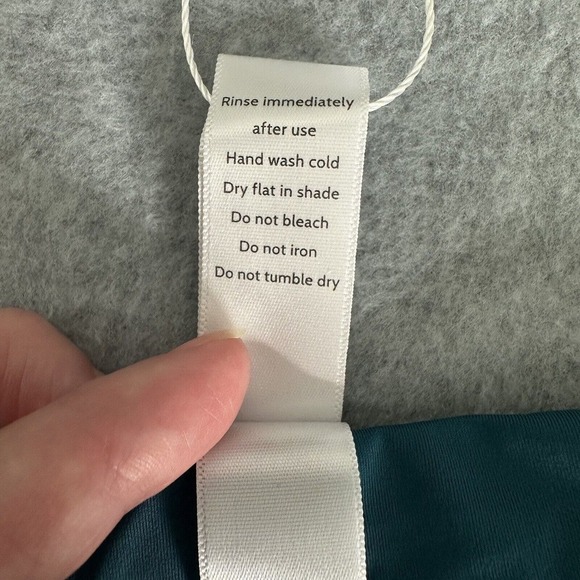 Rinse immediately
after use
Hand wash cold
Dry flat in shade
Do not bleach
Do not iron
Do not tumble dry